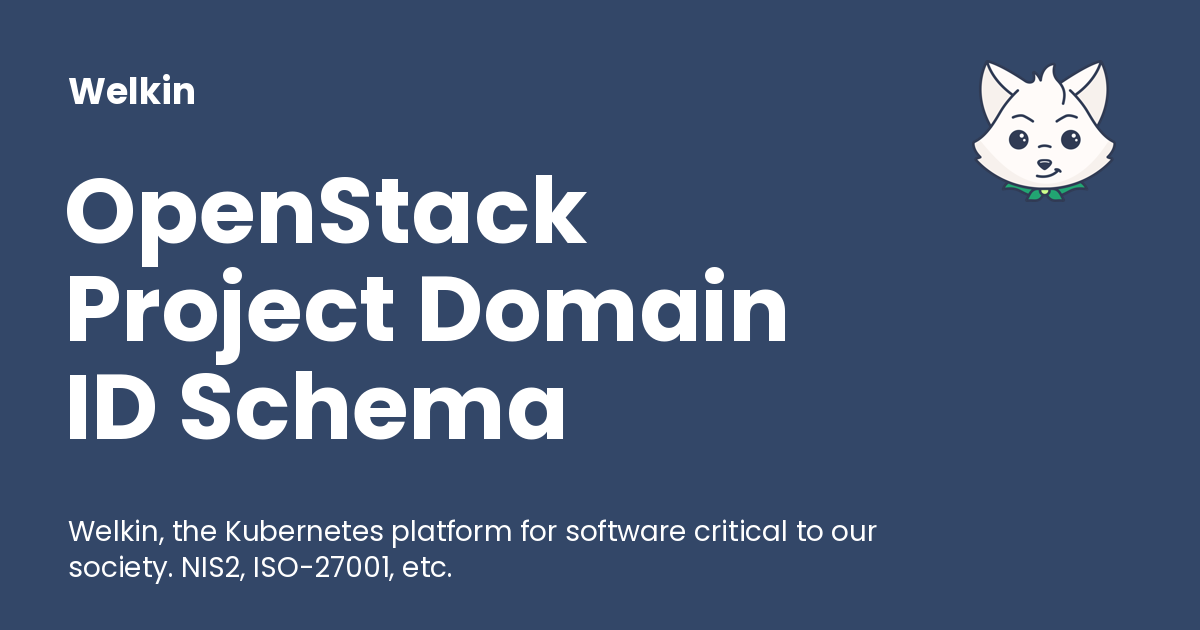 Welkin
OpenStack
Project Domain
ID Schema
Welkin, the Kubernetes platform for software critical to our
society. NIS2, ISO-27001, etc.